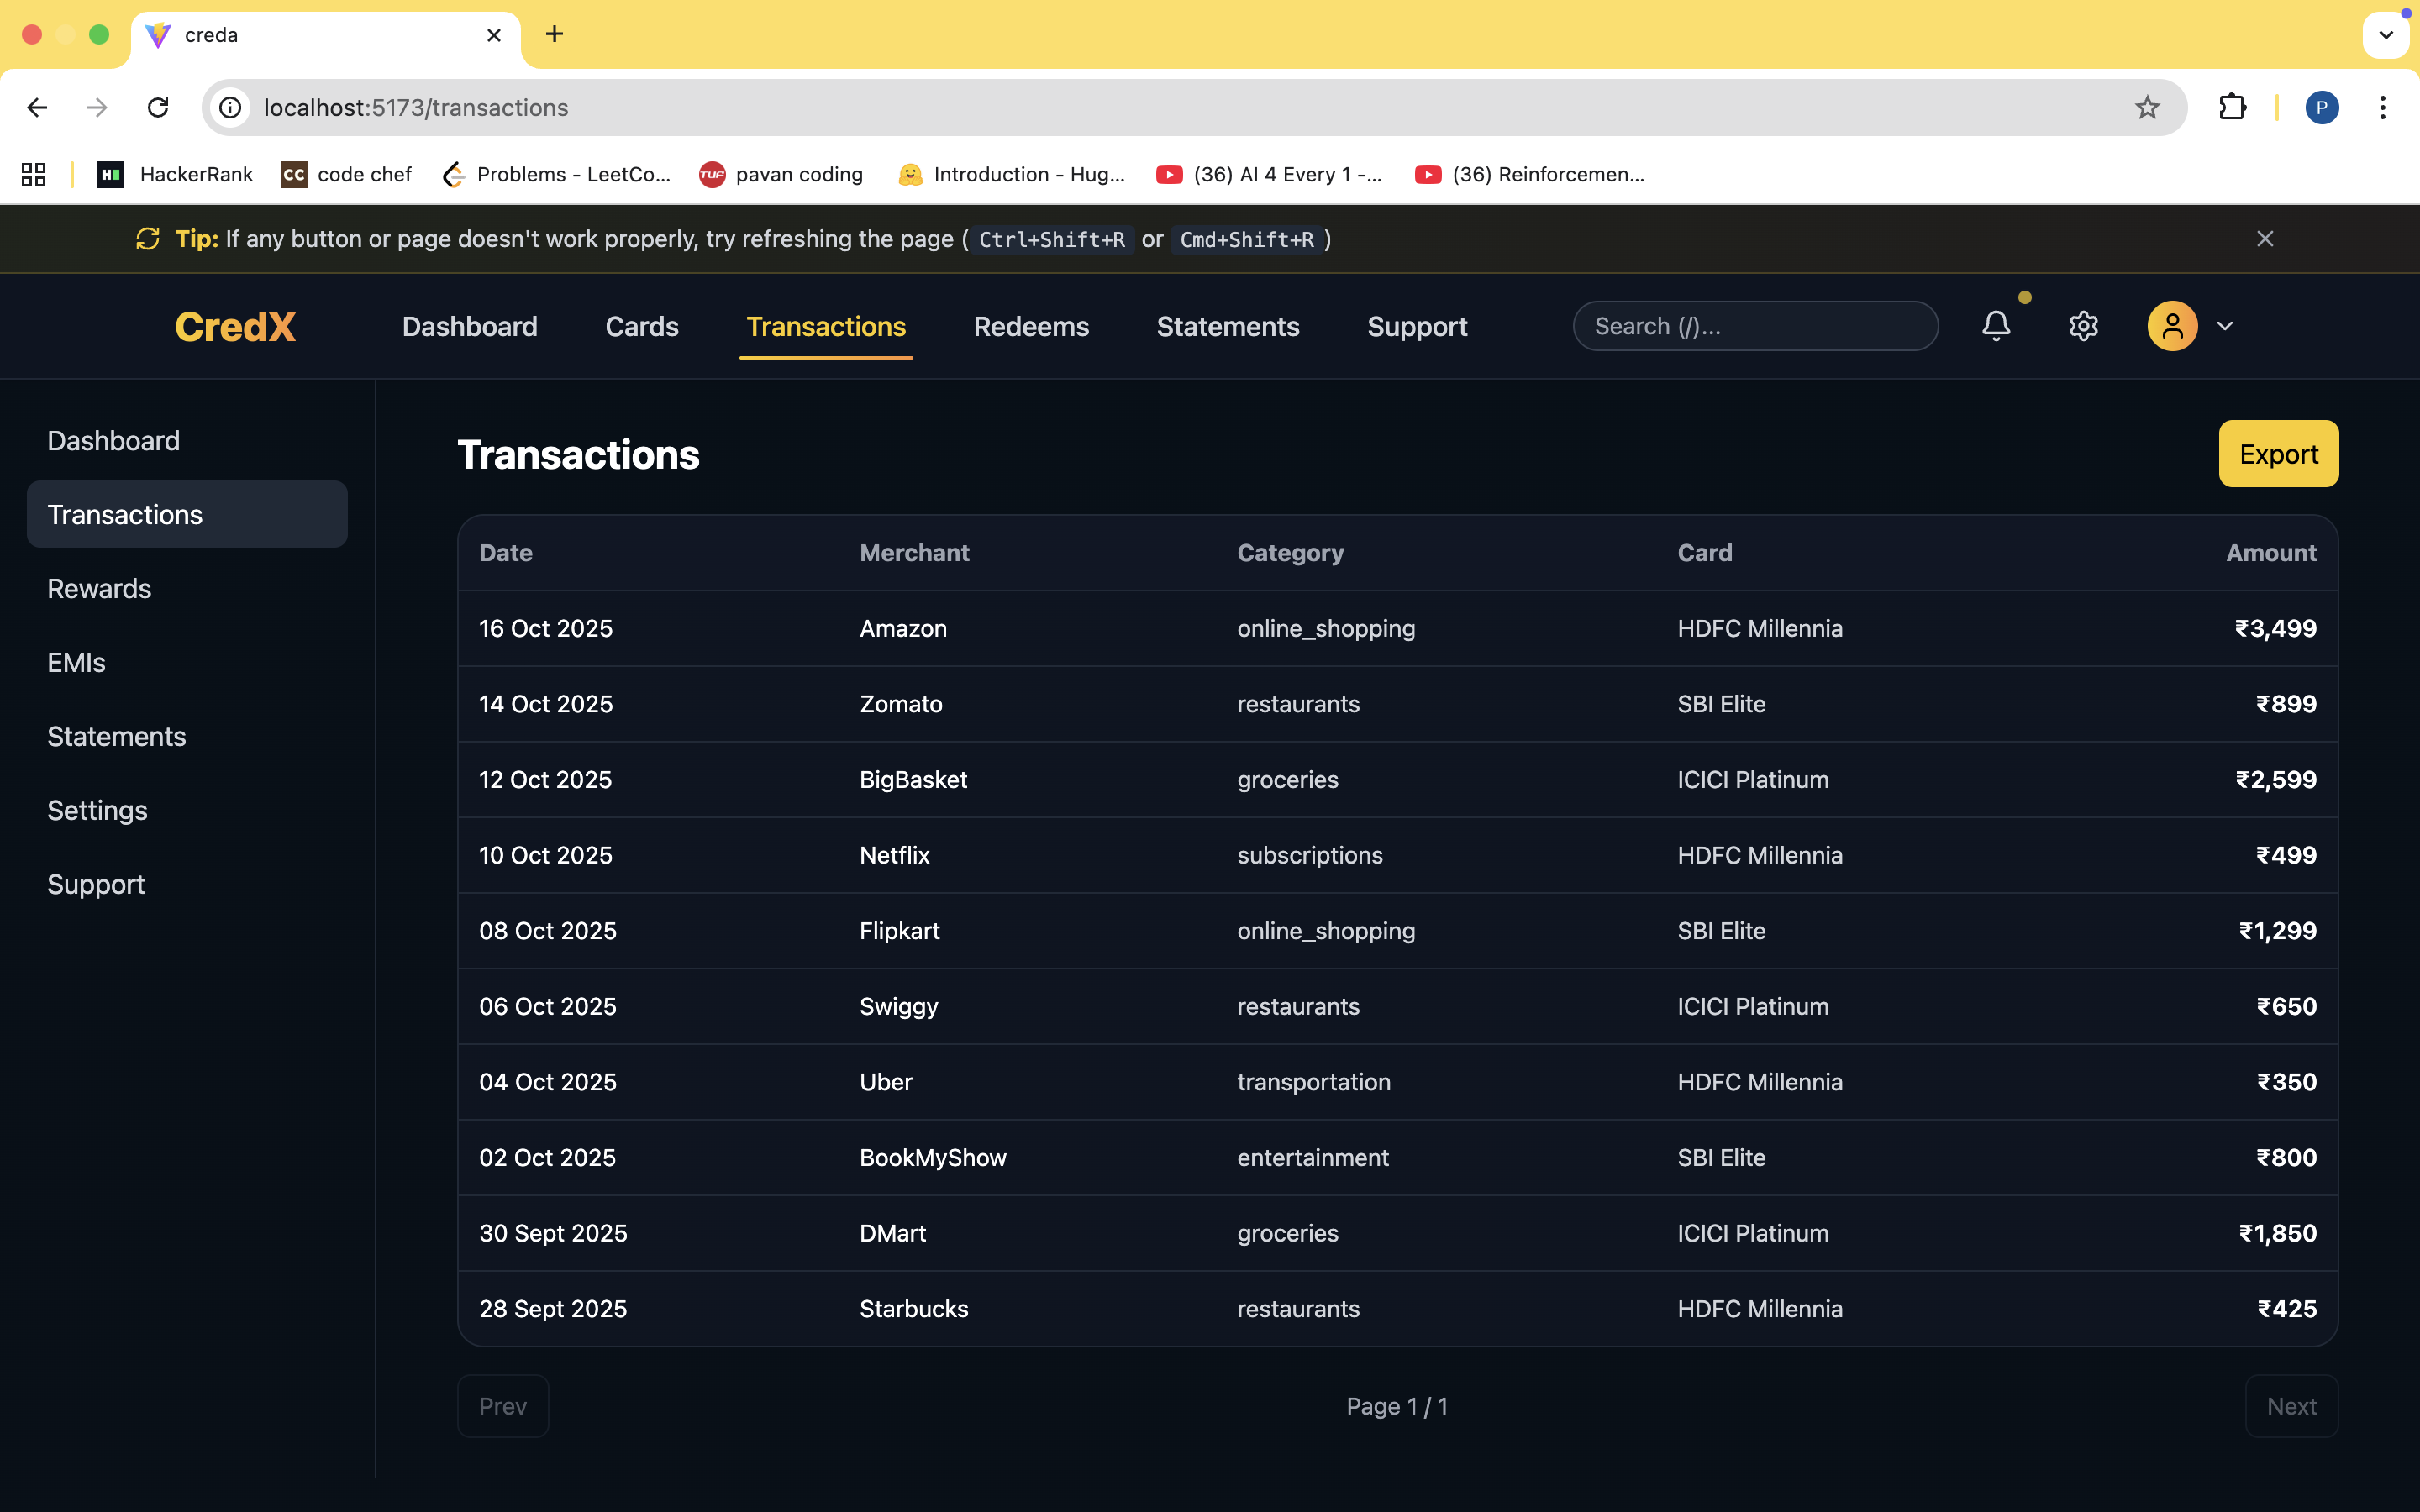 creda
localhost:5173/transactions
P
HackerRank
CC code chef
Problems - LeetCo...
TUF pavan coding
Introduction - Hug...
(36) AI 4 Every 1 -...
(36) Reinforcemen...
Tip: If any button or page doesn't work properly, try refreshing the page ( Ctrl+Shift+R or Cmd+Shift+R )
CredX Dashboard Cards Transactions Redeems Statements Support Search (/)...
Dashboard
Transactions
Rewards
EMIs
Statements
Settings
Support
Transactions
Export
Date Merchant Category Card Amount
16 Oct 2025 Amazon online_shopping HDFC Millennia ₹3,499
14 Oct 2025 Zomato restaurants SBI Elite ₹899
12 Oct 2025 BigBasket groceries ICICI Platinum ₹2,599
10 Oct 2025 Netflix subscriptions HDFC Millennia ₹499
08 Oct 2025 Flipkart online_shopping SBI Elite ₹1,299
06 Oct 2025 Swiggy restaurants ICICI Platinum ₹650
04 Oct 2025 Uber transportation HDFC Millennia ₹350
02 Oct 2025 BookMyShow entertainment SBI Elite ₹800
30 Sept 2025 DMart groceries ICICI Platinum ₹1,850
28 Sept 2025 Starbucks restaurants HDFC Millennia ₹425
Prev Page 1 / 1 Next